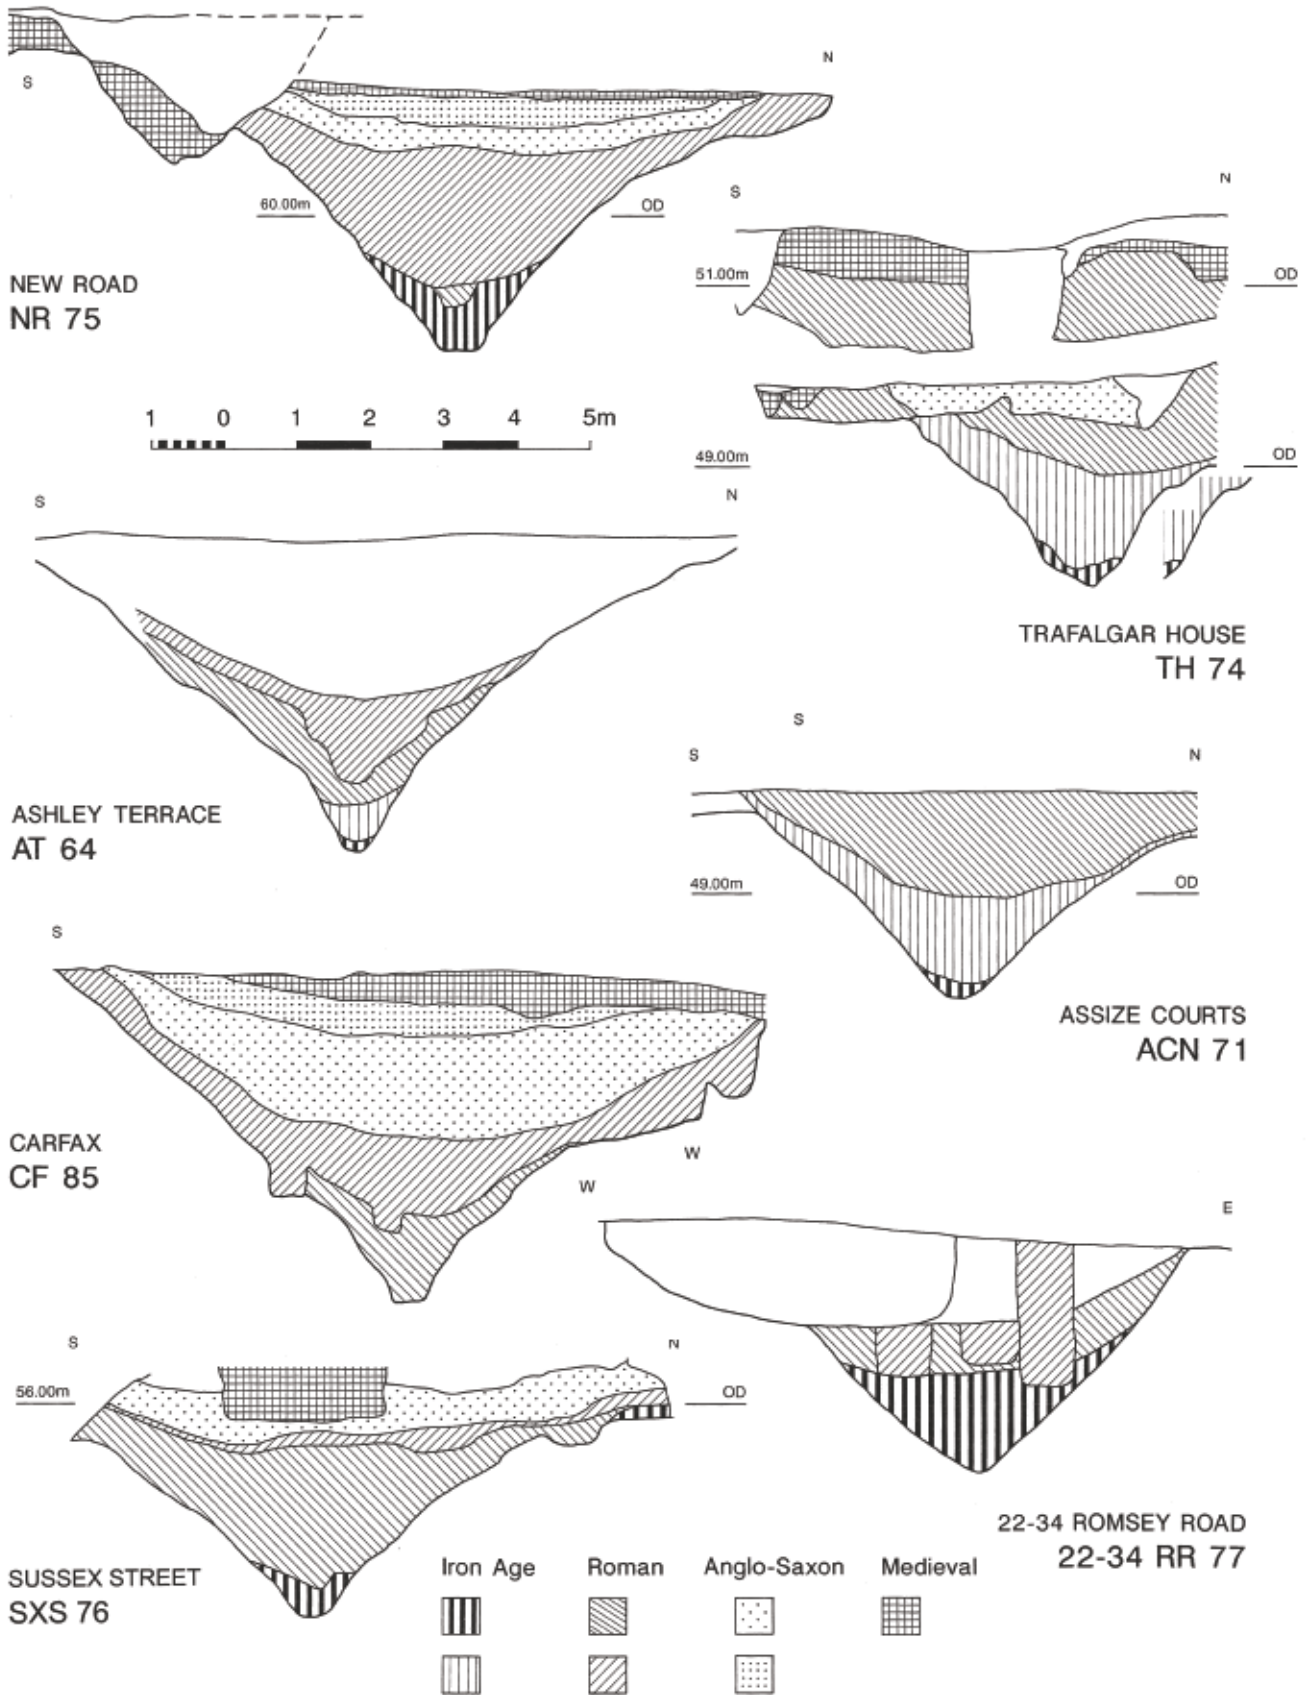 S
N
60.00m
OD
NEW ROAD
NR 75
S
N
51.00m
OD
49.00m
OD
TRAFALGAR HOUSE
TH 74
1 0 1 2 3 4 5m
S
N
ASHLEY TERRACE
AT 64
S
S
N
49.00m
OD
ASSIZE COURTS
ACN 71
S
CARFAX
CF 85
W
W
E
22-34 ROMSEY ROAD
22-34 RR 77
S
N
56.00m
OD
SUSSEX STREET
SXS 76
Iron Age Roman Anglo-Saxon Medieval